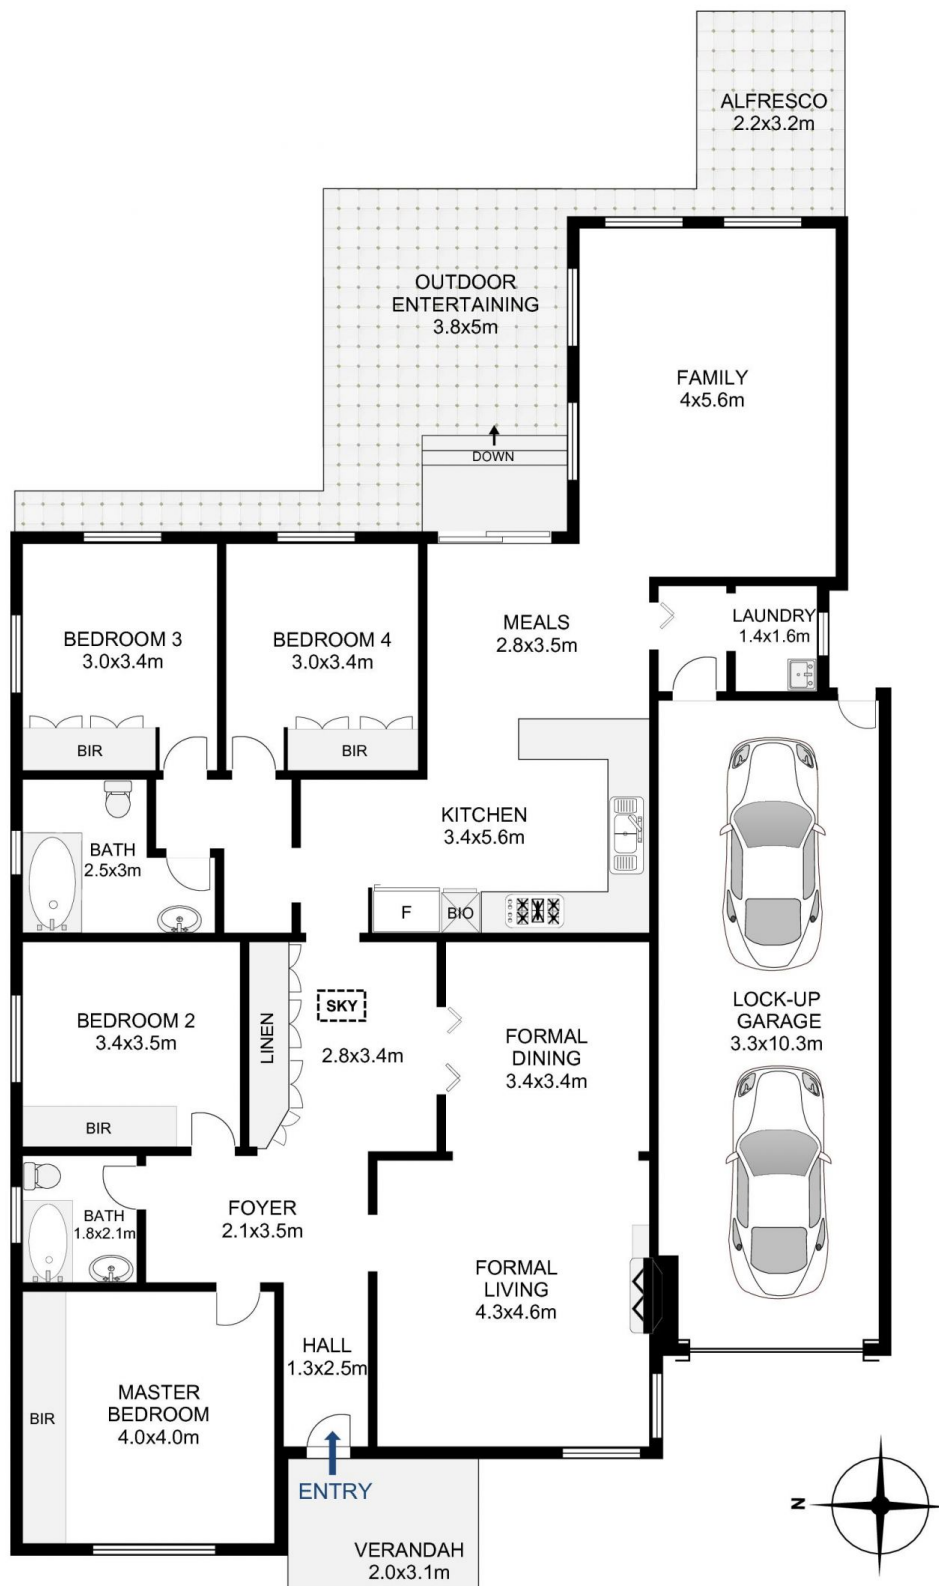 ALFRESCO
2.2x3.2m
OUTDOOR
ENTERTAINING
3.8x5m
FAMILY
4x5.6m
DOWN
BEDROOM 3
3.0x3.4m
BEDROOM 4
3.0x3.4m
MEALS
2.8x3.5m
LAUNDRY
1.4x1.6m
BIR
BIR
BATH
2.5x3m
KITCHEN
3.4x5.6m
F
BIO
BEDROOM 2
3.4x3.5m
BIR
LINEN
SKY
2.8x3.4m
FORMAL
DINING
3.4x3.4m
LOCK-UP
GARAGE
3.3x10.3m
BATH
1.8x2.1m
FOYER
2.1x3.5m
FORMAL
LIVING
4.3x4.6m
HALL
1.3x2.5m
BIR
MASTER
BEDROOM
4.0x4.0m
ENTRY
VERANDAH
2.0x3.1m
N